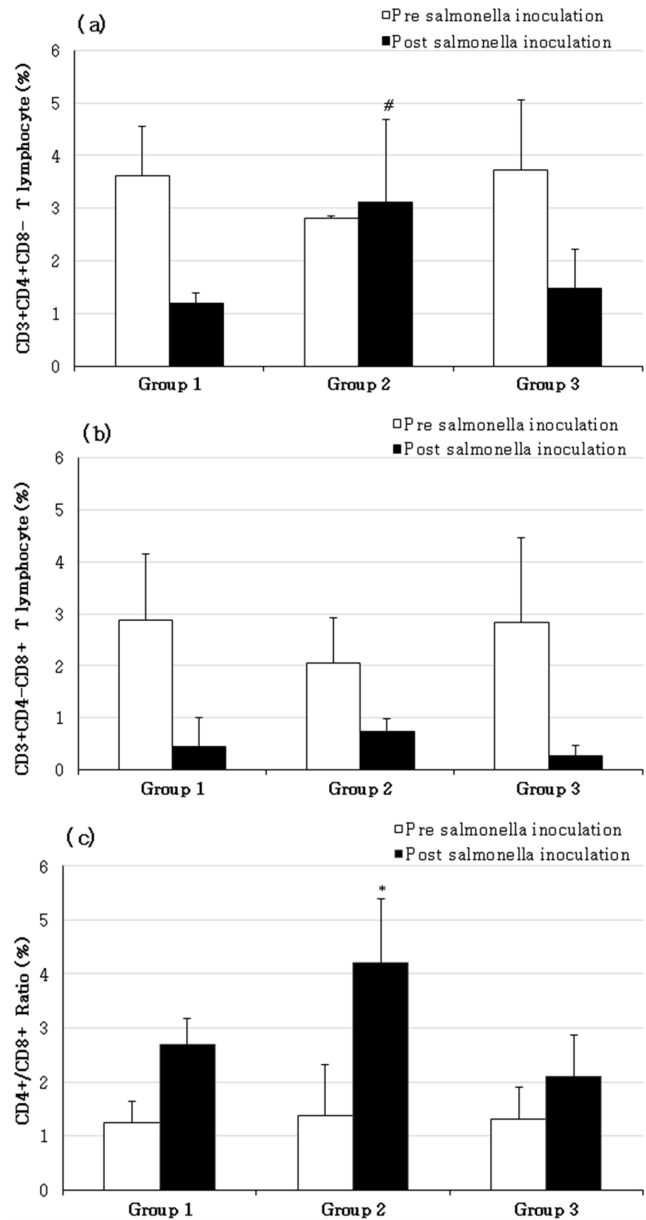 (a)
Pre salmonella inoculation
Post salmonella inoculation
CD3+CD4+CD8− T lymphocyte (%)
6
5
4
3
2
1
0
#
Group 1
Group 2
Group 3
(b)
Pre salmonella inoculation
Post salmonella inoculation
CD3+CD4−CD8+ T lymphocyte (%)
6
5
4
3
2
1
0
Group 1
Group 2
Group 3
(c)
Pre salmonella inoculation
Post salmonella inoculation
CD4+/CD8+ Ratio (%)
6
5
4
3
2
1
0
*
Group 1
Group 2
Group 3